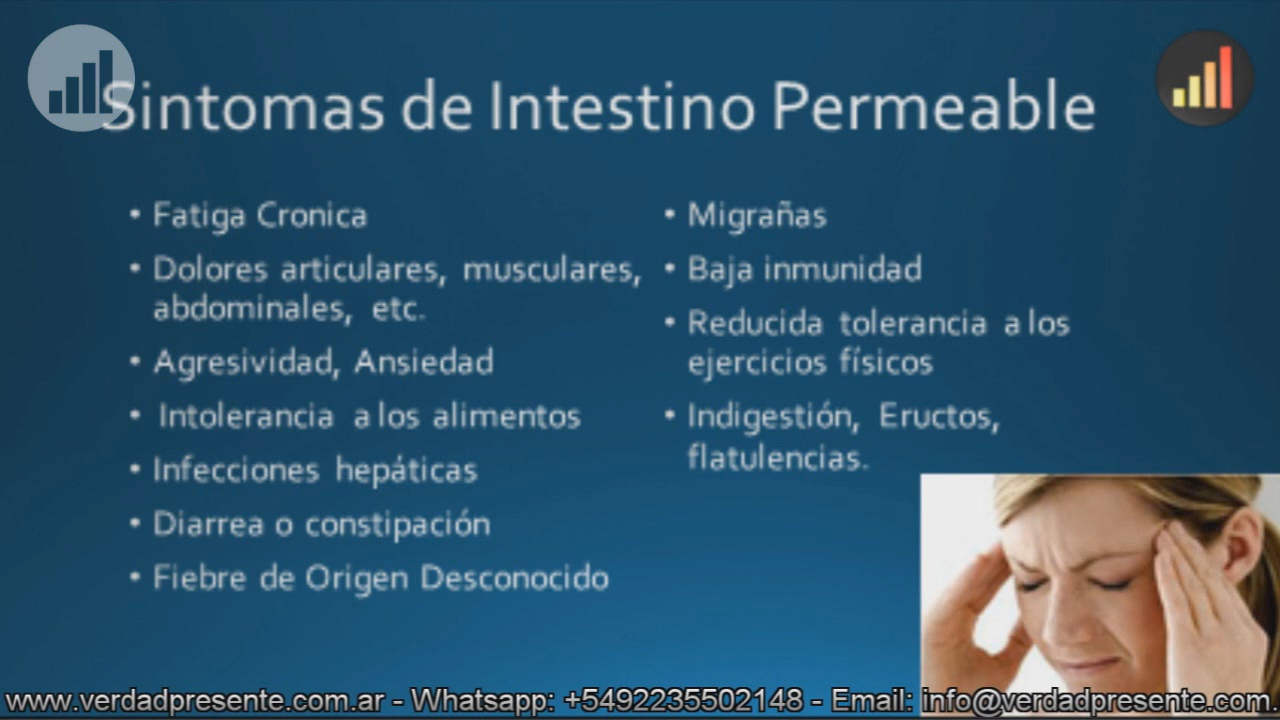 Sintomas de Intestino Permeable
• Fatiga Cronica
• Dolores articulares, musculares,
abdominales, etc.
• Agresividad, Ansiedad
• Intolerancia a los alimentos
• Infecciones hepáticas
• Diarrea o constipación
• Fiebre de Origen Desconocido
• Migrañas
• Baja inmunidad
• Reducida tolerancia a los
ejercicios físicos
• Indigestión, Eructos,
flatulencias.
www.verdadpresente.com.ar - Whatsapp: +5492235502148 - Email: info@verdadpresente.com.